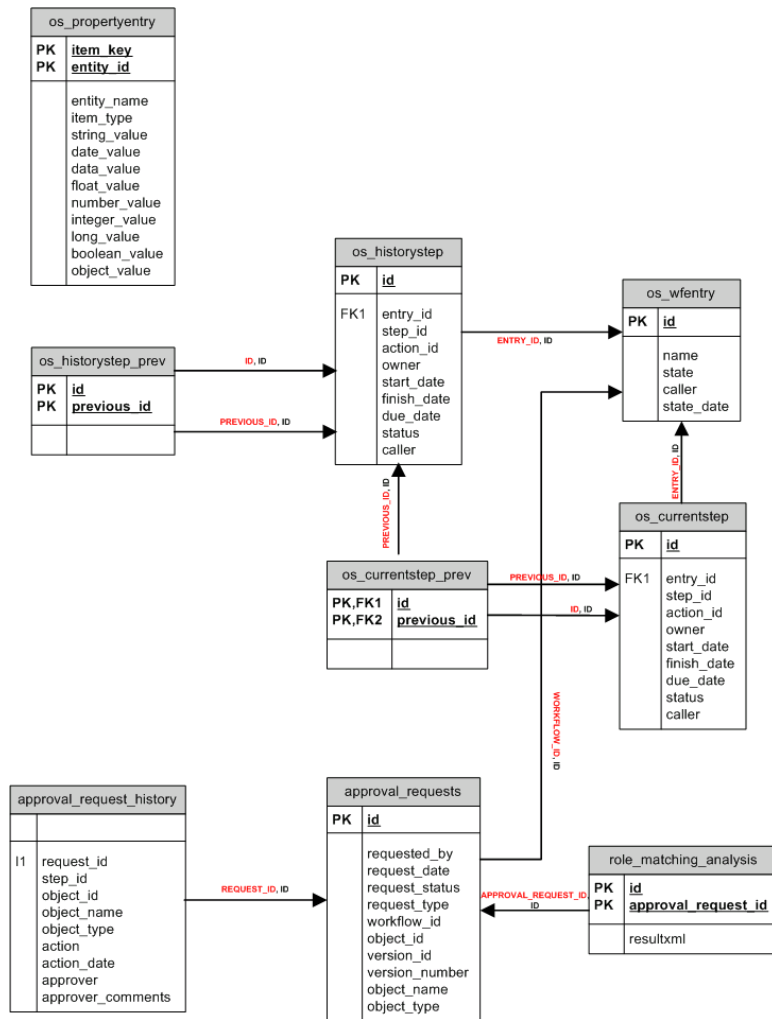 os_propertyentry
PK item_key
PK entity_id
entity_name
item_type
string_value
date_value
data_value
float_value
number_value
integer_value
long_value
boolean_value
object_value
os_historystep
PK id
FK1 entry_id
step_id
action_id
owner
start_date
finish_date
due_date
status
caller
os_wfentry
PK id
name
state
caller
state_date
ENTRY_ID, ID
os_historystep_prev
PK id
PK previous_id
ID, ID
PREVIOUS_ID, ID
PREVIOUS_ID, ID
ENTRY_ID, ID
os_currentstep
PK id
FK1 entry_id
step_id
action_id
owner
start_date
finish_date
due_date
status
caller
os_currentstep_prev
PK,FK1 id
PK,FK2 previous_id
PREVIOUS_ID, ID
ID, ID
WORKFLOW_ID, ID
approval_request_history
I1 request_id
step_id
object_id
object_name
object_type
action
action_date
approver
approver_comments
REQUEST_ID, ID
approval_requests
PK id
requested_by
request_date
request_status
request_type
workflow_id
object_id
version_id
version_number
object_name
object_type
APPROVAL_REQUEST_ID,
ID
role_matching_analysis
PK id
PK approval_request_id
resultxml